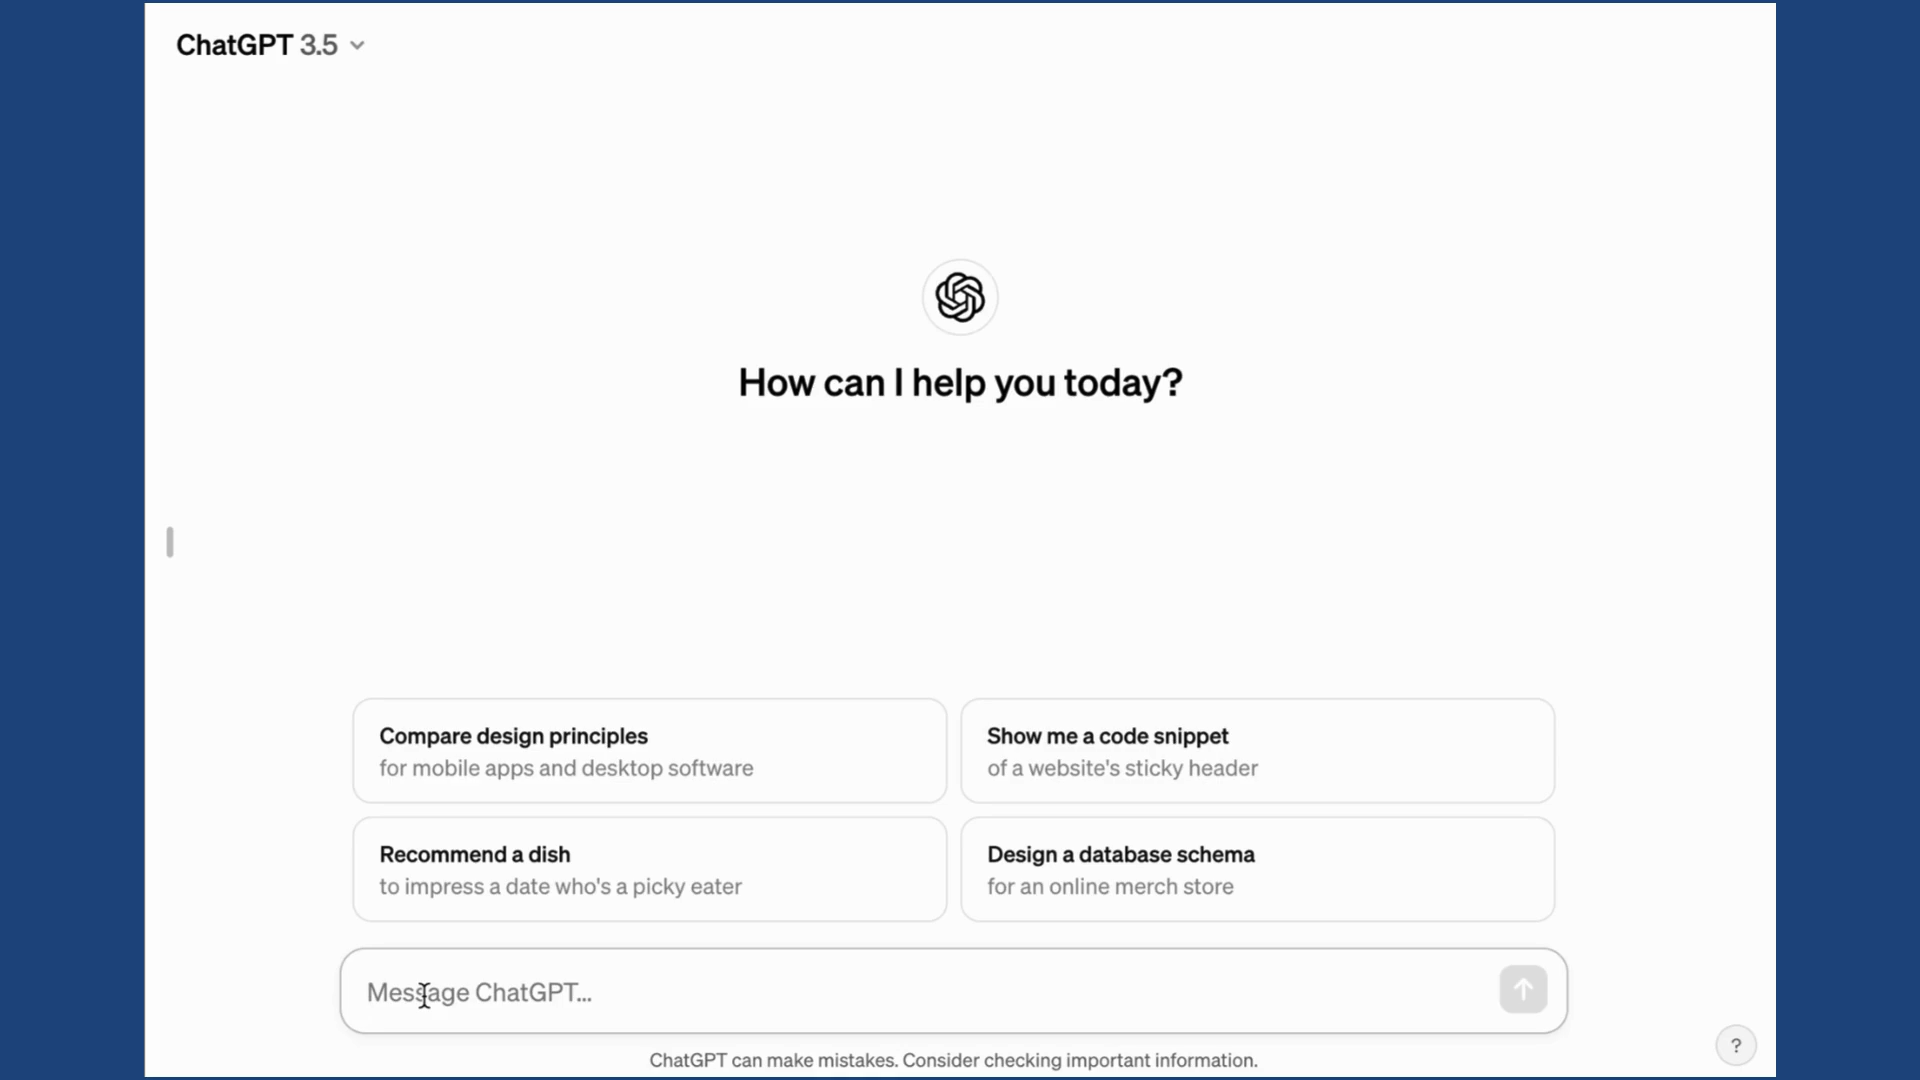 ChatGPT 3.5
How can I help you today?
Compare design principles
for mobile apps and desktop software
Show me a code snippet
of a website's sticky header
Recommend a dish
to impress a date who's a picky eater
Design a database schema
for an online merch store
Message ChatGPT...
ChatGPT can make mistakes. Consider checking important information.
?